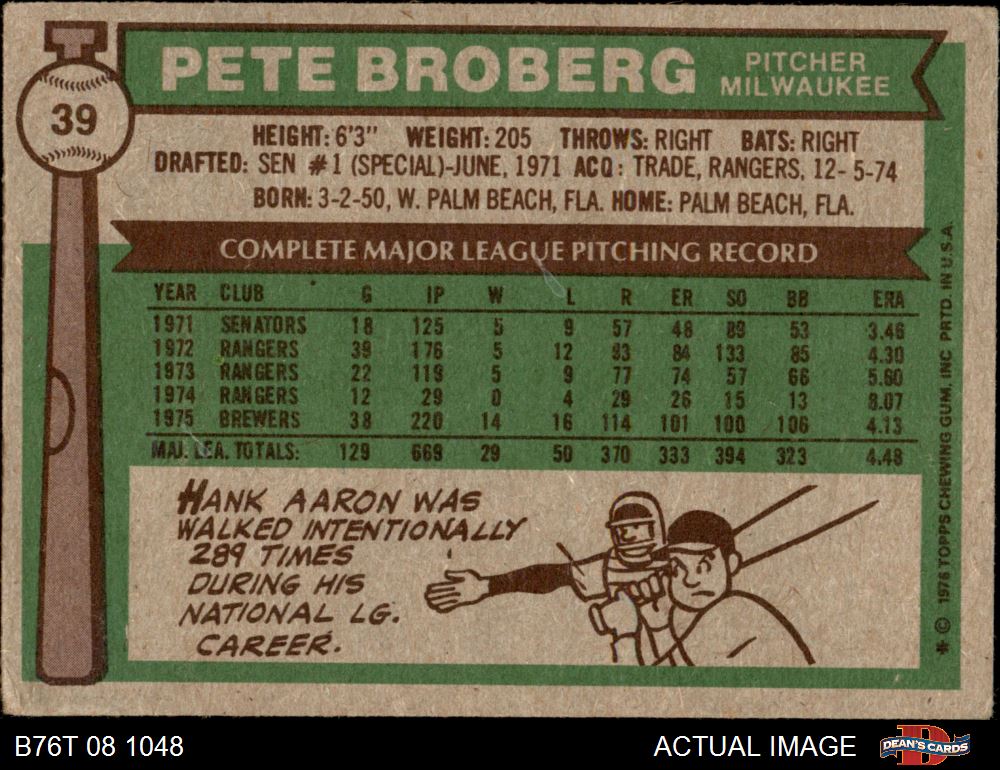 PETE BROBERG
PITCHER
MILWAUKEE
39
HEIGHT: 6'3" WEIGHT: 205 THROWS: RIGHT BATS: RIGHT
DRAFTED: SEN #1 (SPECIAL)-JUNE, 1971 ACQ: TRADE, RANGERS, 12- 5-74
BORN: 3-2-50, W. PALM BEACH, FLA. HOME: PALM BEACH, FLA.
COMPLETE MAJOR LEAGUE PITCHING RECORD
YEAR CLUB G IP W L R ER SO BB ERA
1971 SENATORS 18 125 5 9 57 48 89 53 3.46
1972 RANGERS 39 176 5 12 93 84 133 85 4.30
1973 RANGERS 22 119 5 9 77 74 57 66 5.60
1974 RANGERS 12 29 0 4 29 26 15 13 8.07
1975 BREWERS 38 220 14 16 114 101 100 106 4.13
MAJ. LEA. TOTALS: 129 669 29 50 370 333 394 323 4.48
HANK AARON WAS
WALKED INTENTIONALLY
289 TIMES
DURING HIS
NATIONAL LG.
CAREER.
* © 1976 TOPPS CHEWING GUM, INC PRTD. IN U.S.A.
B76T 08 1048
ACTUAL IMAGE
D
DEAN'S CARDS